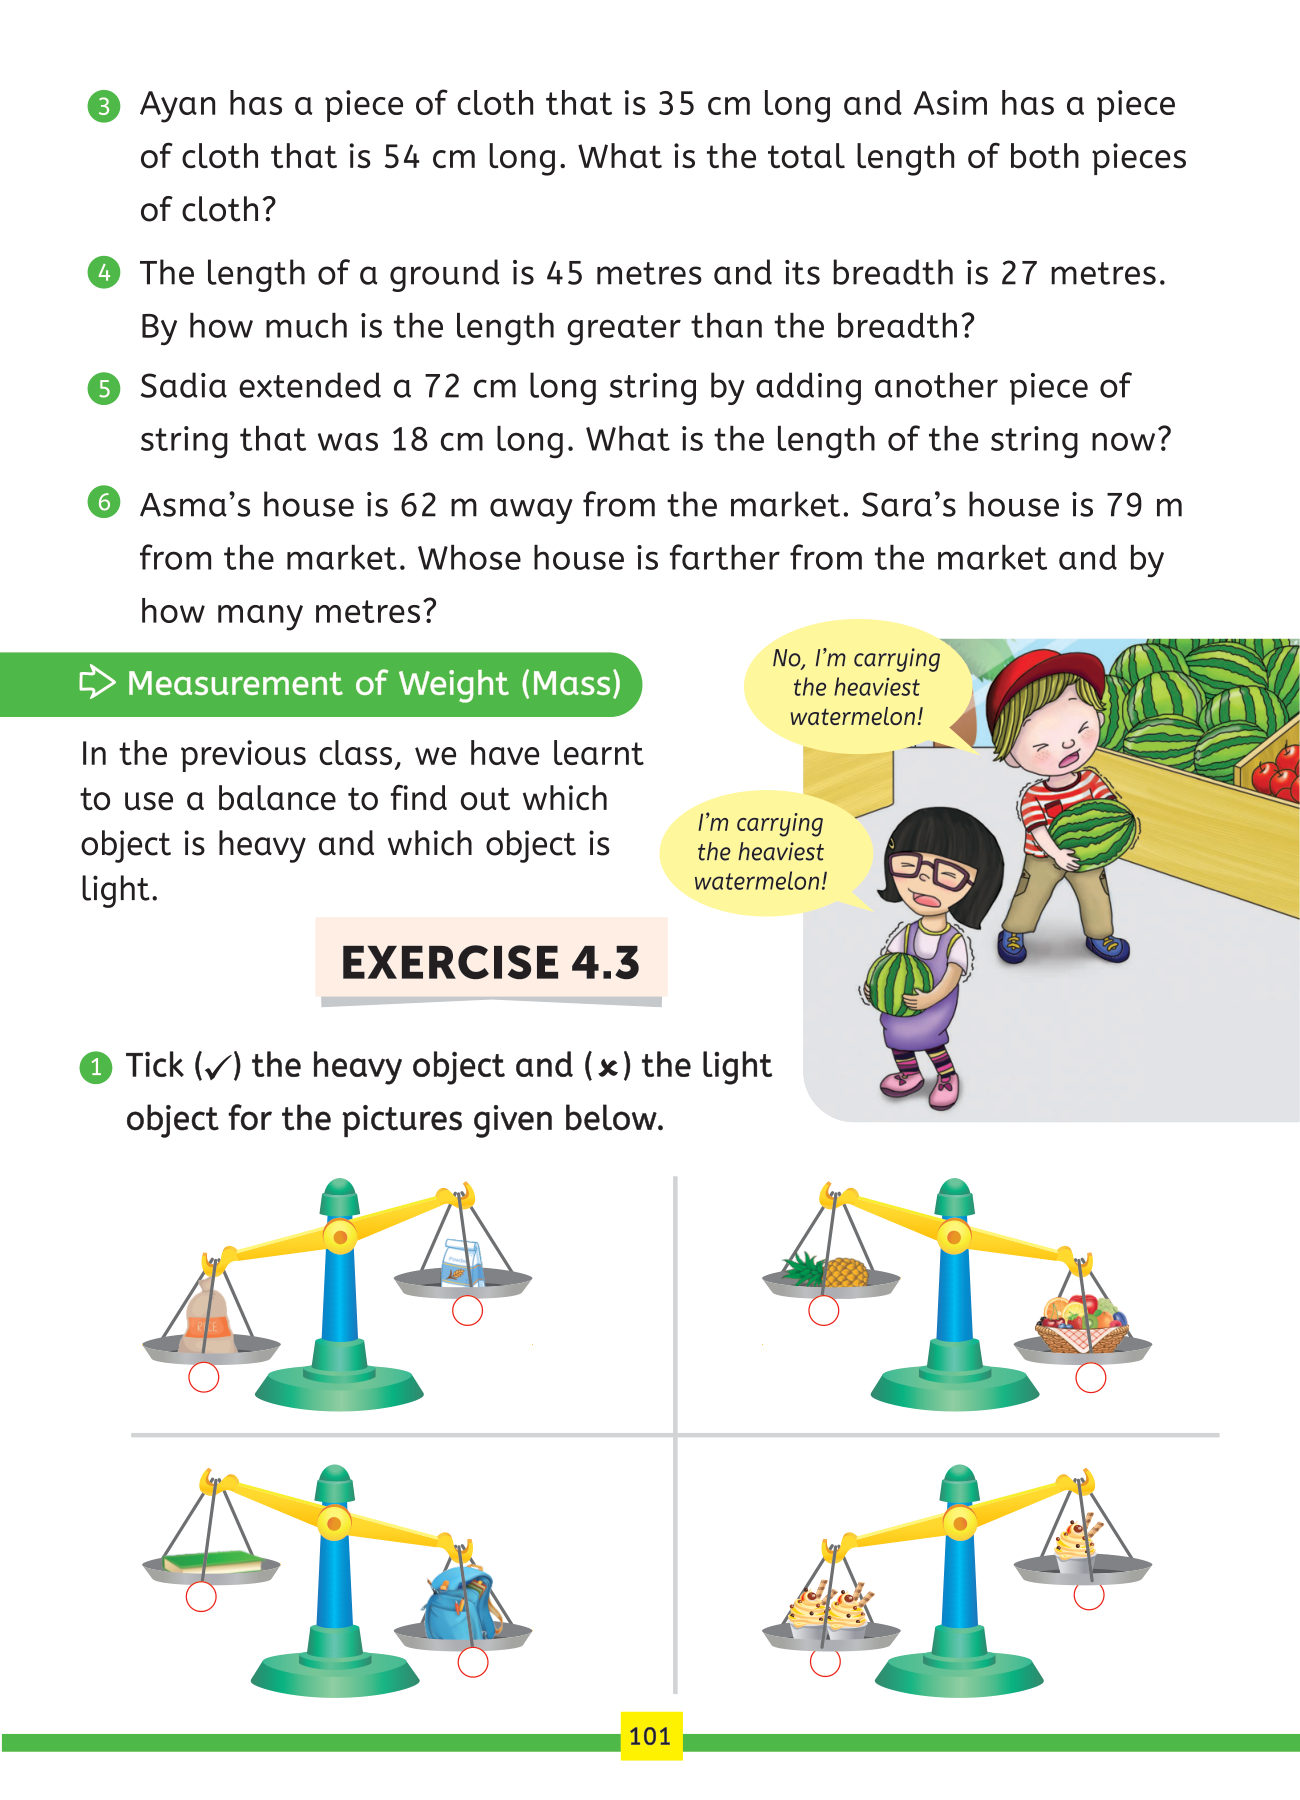 3 Ayan has a piece of cloth that is 35 cm long and Asim has a piece
of cloth that is 54 cm long. What is the total length of both pieces
of cloth?
4 The length of a ground is 45 metres and its breadth is 27 metres.
By how much is the length greater than the breadth?
5 Sadia extended a 72 cm long string by adding another piece of
string that was 18 cm long. What is the length of the string now?
6 Asma’s house is 62 m away from the market. Sara’s house is 79 m
from the market. Whose house is farther from the market and by
how many metres?
Measurement of Weight (Mass)
In the previous class, we have learnt
to use a balance to find out which
object is heavy and which object is
light.
No, I’m carrying
the heaviest
watermelon!
I’m carrying
the heaviest
watermelon!
EXERCISE 4.3
1 Tick (✓) the heavy object and (✗) the light
object for the pictures given below.
RICE
101